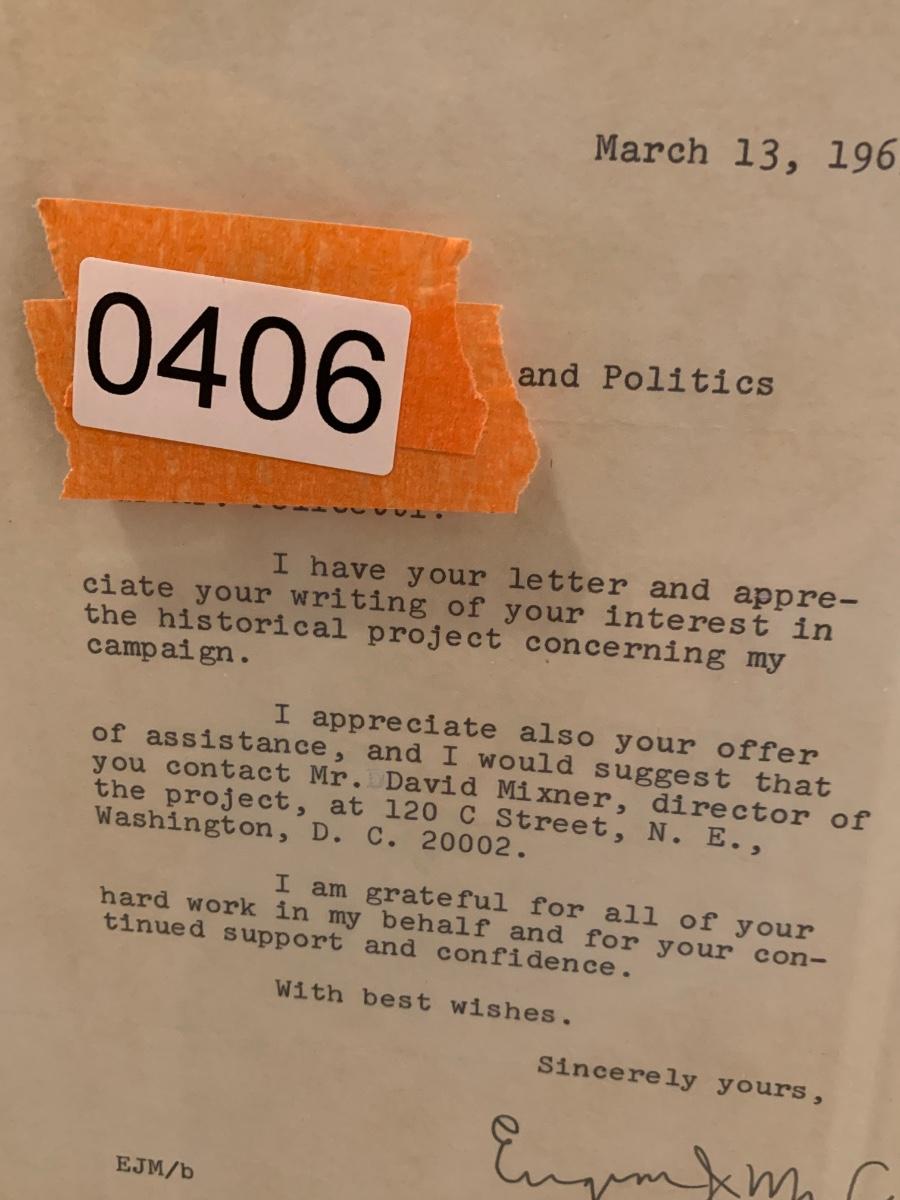 March 13, 196
0406
and Politics
I have your letter and appre-
ciate your writing of your interest in
the historical project concerning my
campaign.
I appreciate also your offer
of assistance, and I would suggest that
you contact Mr. David Mixner, director of
the project, at 120 C Street, N. E.,
Washington, D. C. 20002.
I am grateful for all of your
hard work in my behalf and for your con-
tinued support and confidence.
With best wishes.
Sincerely yours,
EJM/b